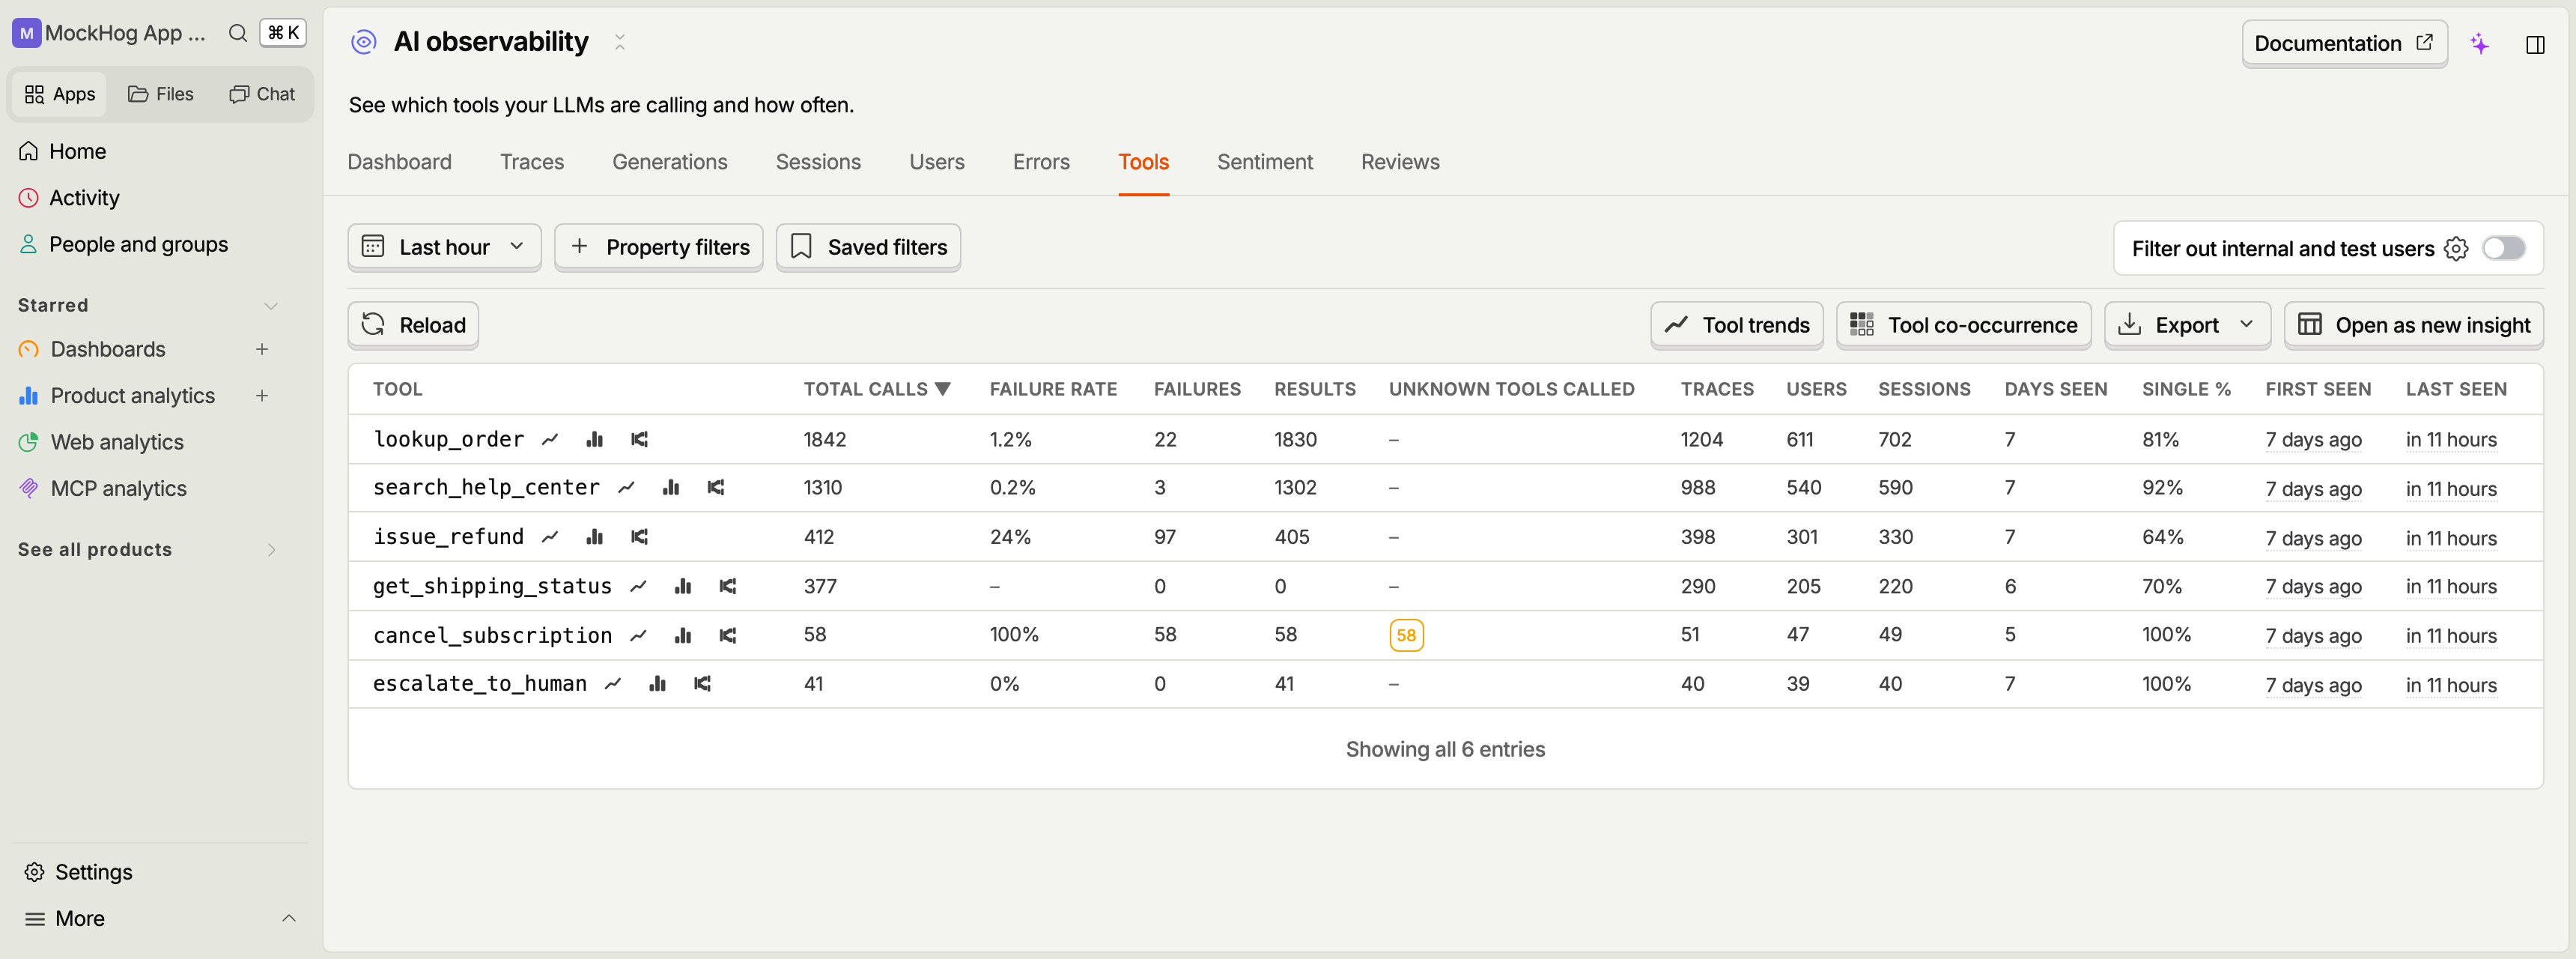 M MockHog App ... ⌘ K
Apps Files Chat
Home
Activity
People and groups
Starred
Dashboards +
Product analytics +
Web analytics
MCP analytics
See all products
Settings
More
AI observability
Documentation
See which tools your LLMs are calling and how often.
Dashboard Traces Generations Sessions Users Errors Tools Sentiment Reviews
Last hour + Property filters Saved filters Filter out internal and test users
Reload Tool trends Tool co-occurrence Export Open as new insight
TOOL TOTAL CALLS ▼ FAILURE RATE FAILURES RESULTS UNKNOWN TOOLS CALLED TRACES USERS SESSIONS DAYS SEEN SINGLE % FIRST SEEN LAST SEEN
lookup_order 1842 1.2% 22 1830 – 1204 611 702 7 81% 7 days ago in 11 hours
search_help_center 1310 0.2% 3 1302 – 988 540 590 7 92% 7 days ago in 11 hours
issue_refund 412 24% 97 405 – 398 301 330 7 64% 7 days ago in 11 hours
get_shipping_status 377 – 0 0 – 290 205 220 6 70% 7 days ago in 11 hours
cancel_subscription 58 100% 58 58 58 51 47 49 5 100% 7 days ago in 11 hours
escalate_to_human 41 0% 0 41 – 40 39 40 7 100% 7 days ago in 11 hours
Showing all 6 entries